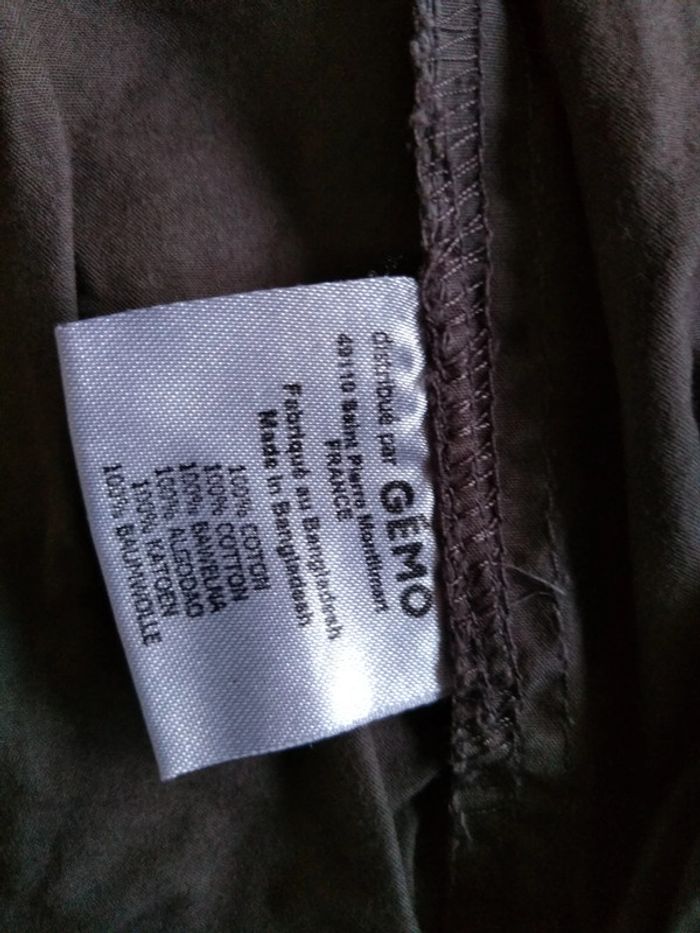 distribué par GÉMO
49110 Saint Pierre Montlimart
FRANCE
Fabriqué au Bangladesh
Made in Bangladesh
100% COTON
100% COTTON
100% BAWEŁNA
100% ALGODAO
100% KATOEN
100% BAUMWOLLE